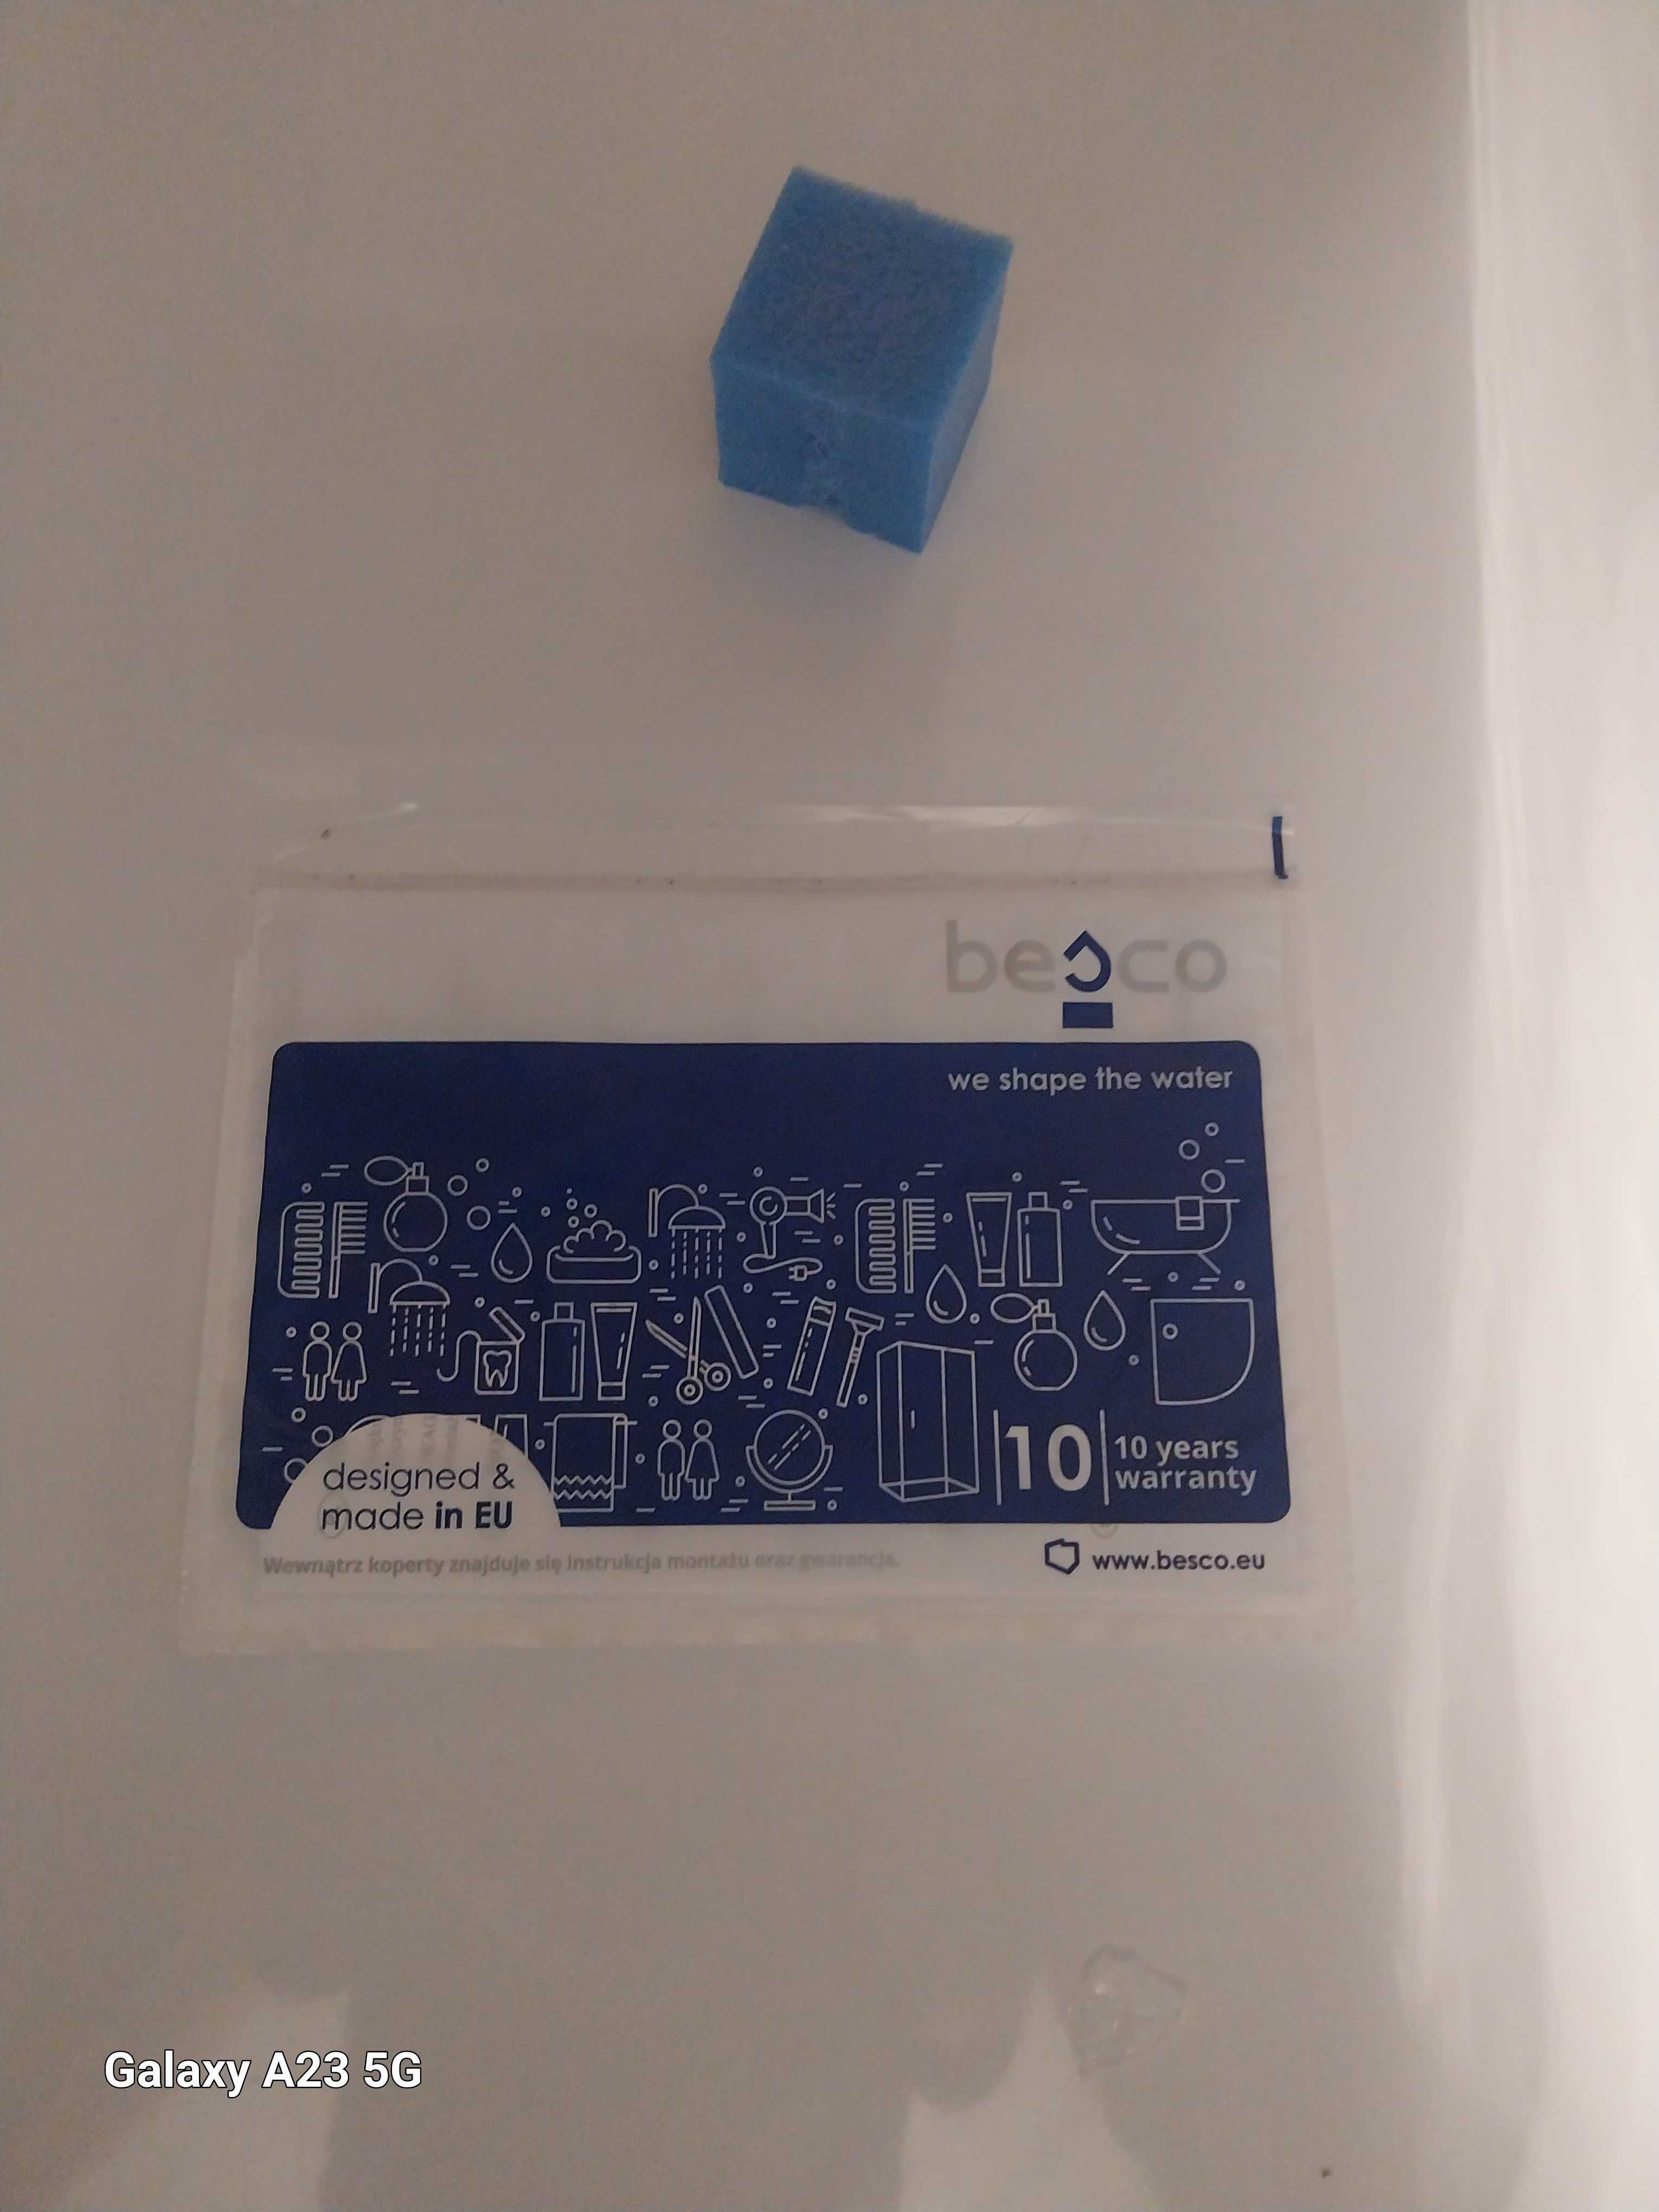 besco
we shape the water
10
10 years
warranty
designed &
made in EU
Wewnątrz koperty znajduje się instrukcja montażu oraz gwarancja.
www.besco.eu
Galaxy A23 5G